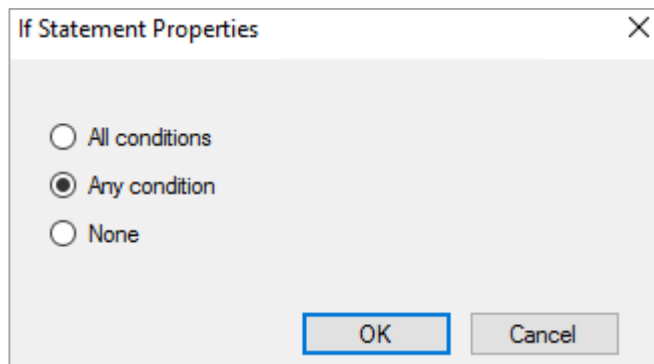 If Statement Properties
All conditions
Any condition
None
OK Cancel